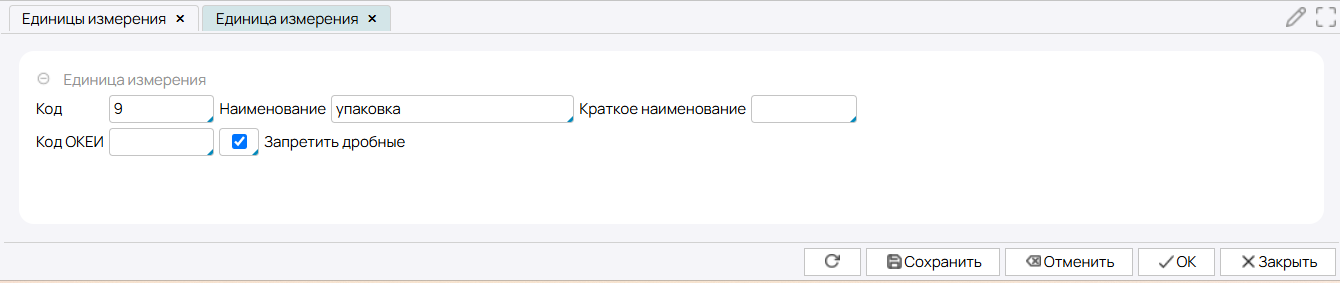 Единицы измерения × Единица измерения ×
Единица измерения
Код 9 Наименование упаковка Краткое наименование
Код ОКЕИ Запретить дробные
Сохранить Отменить ОК Закрыть